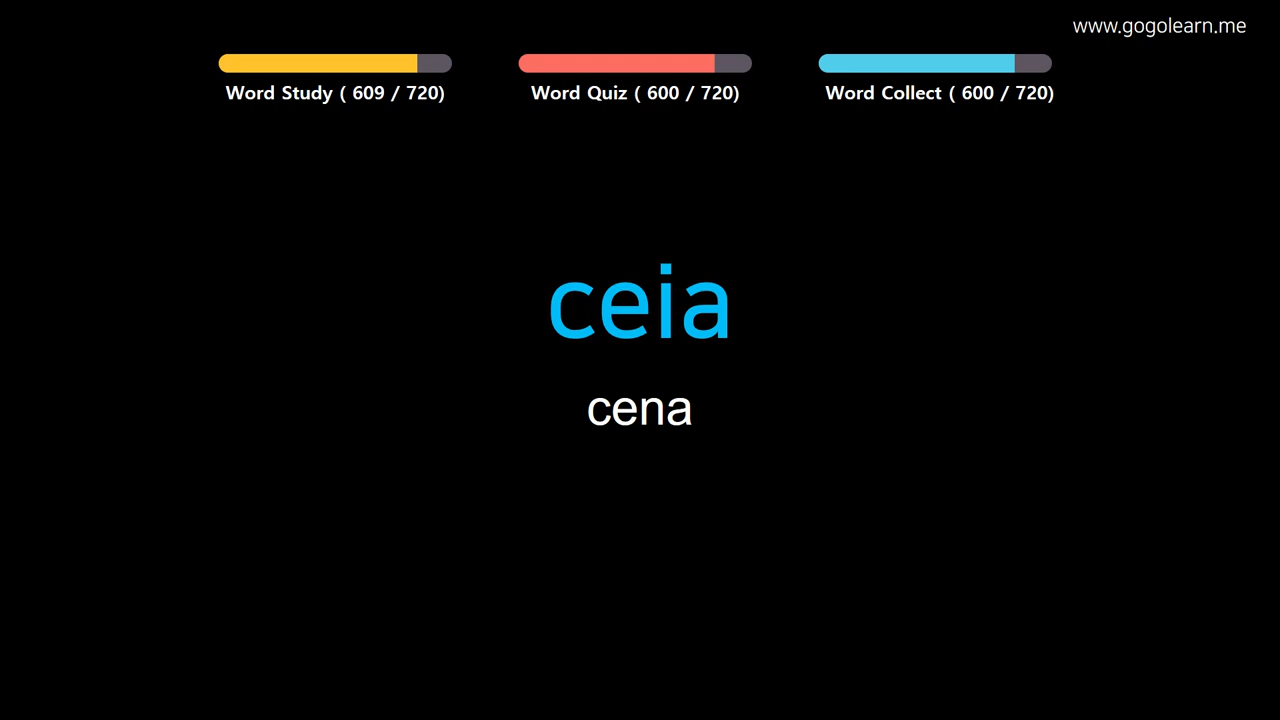 www.gogolearn.me
Word Study ( 609 / 720)
Word Quiz ( 600 / 720)
Word Collect ( 600 / 720)
ceia
cena